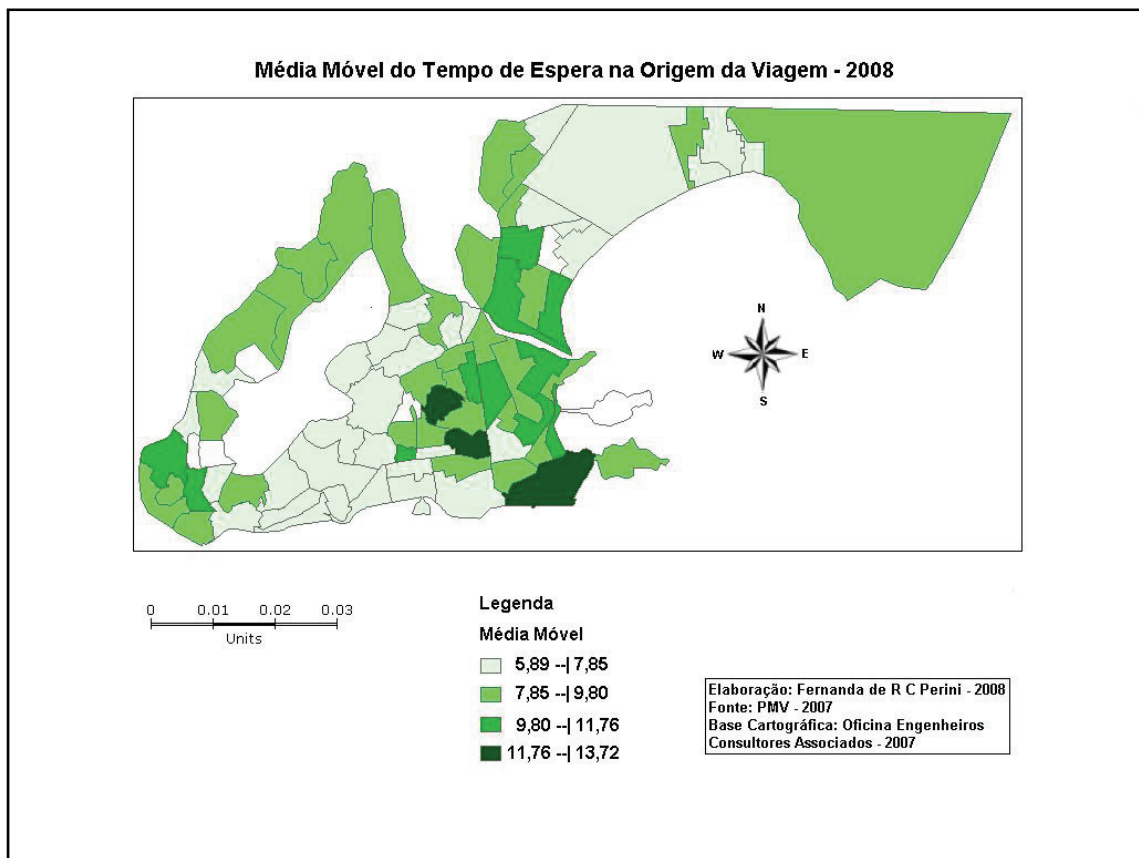 Média Móvel do Tempo de Espera na Origem da Viagem - 2008
N
W
E
S
0 0.01 0.02 0.03
Units
Legenda
Média Móvel
5,89 --| 7,85
7,85 --| 9,80
9,80 --| 11,76
11,76 --| 13,72
Elaboração: Fernanda de R C Perini - 2008
Fonte: PMV - 2007
Base Cartográfica: Oficina Engenheiros
Consultores Associados - 2007